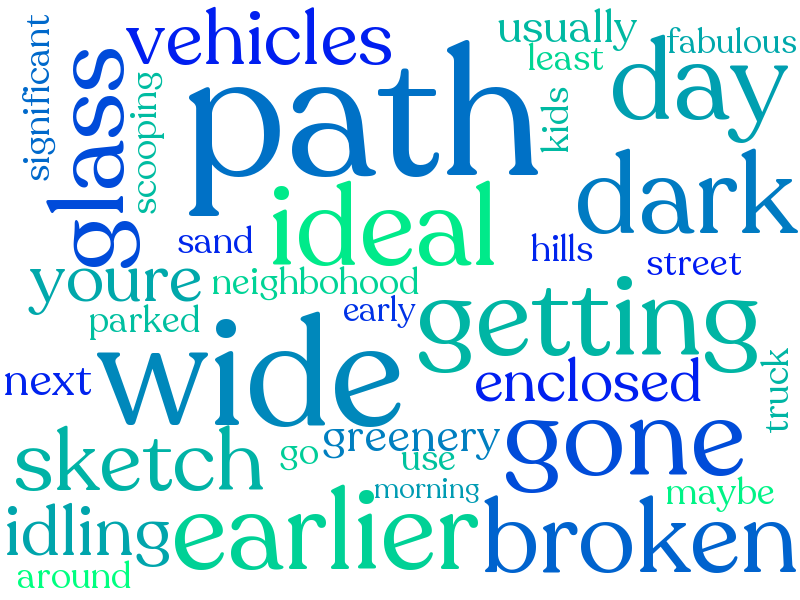 significant
vehicles
usually
fabulous
least
day
glass
scooping
path
kids
dark
ideal
sand
hills
street
youre
neighbohood
parked
early
getting
wide
next
enclosed
truck
gone
sketch
go
greenery
use
morning
maybe
idling
earlier
broken
around